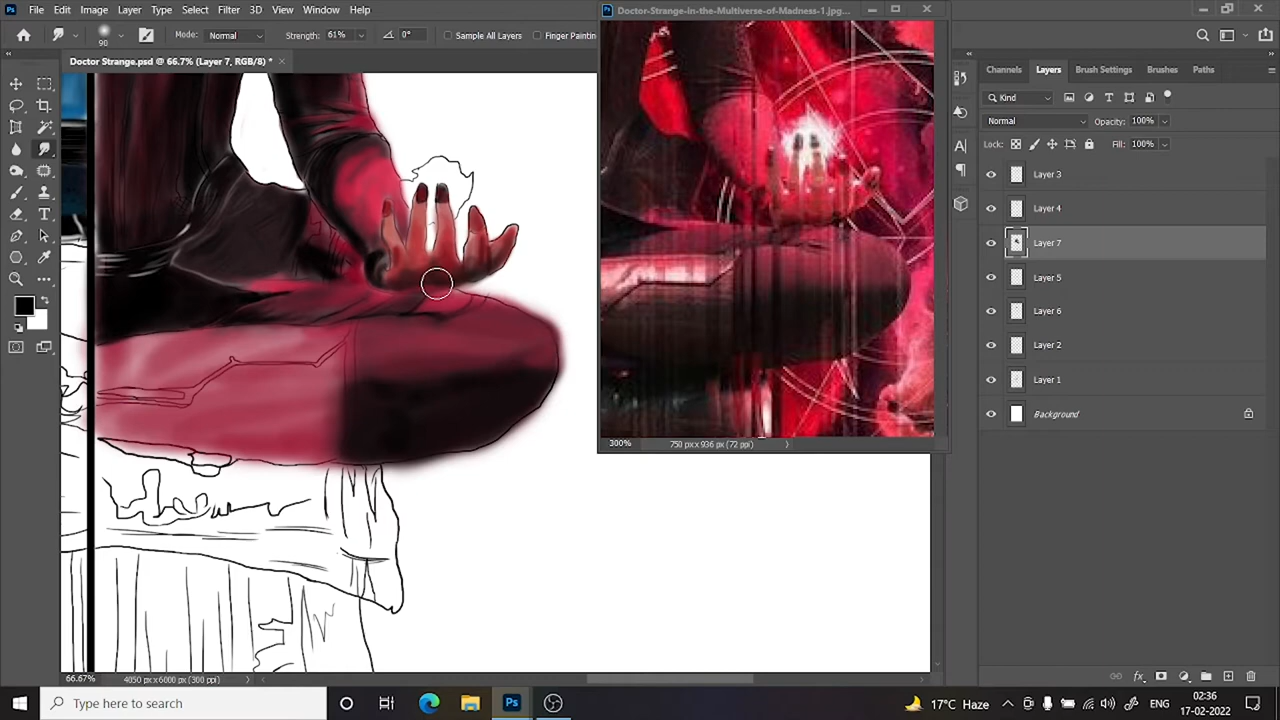 File Edit Image Layer Type Select Filter 3D View Window Help
Doctor-Strange-in-the-Multiverse-of-Madness-1.jpg...
90 Mode: Normal Strength: 61% 0° Sample All Layers Finger Painting
Doctor Strange.psd @ 66.7% (Layer 7, RGB/8) *
Channels Layers Brush Settings Brushes Paths
Kind
Normal Opacity: 100%
Lock: Fill: 100%
Layer 3
Layer 4
Layer 7
Layer 5
Layer 6
Layer 2
Layer 1
Background
300% 750 px x 936 px (72 ppi)
66.67% 4050 px x 6000 px (300 ppi)
Type here to search
17°C Haze
02:36
17-02-2022